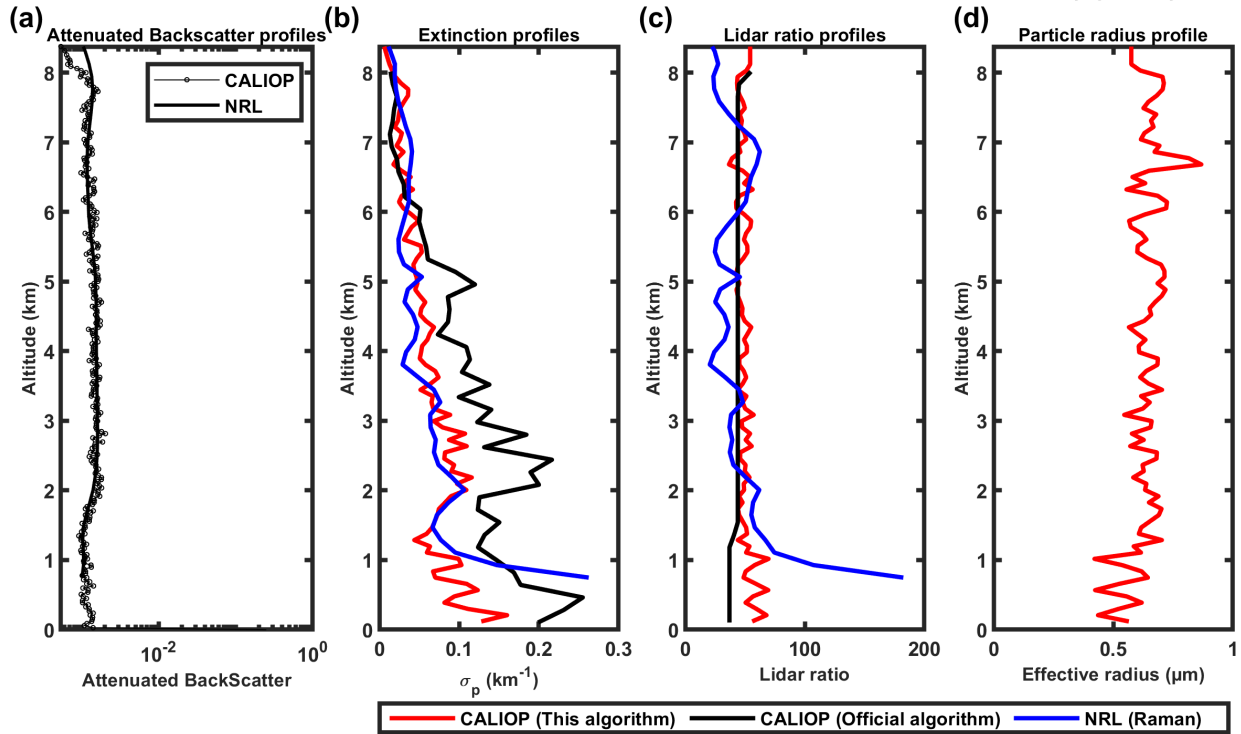 (a)
Attenuated Backscatter profiles
CALIOP
NRL
8
7
6
5
4
3
2
1
0
Altitude (km)
10-2
100
Attenuated BackScatter
(b)
Extinction profiles
8
7
6
5
4
3
2
1
0
Altitude (km)
0
0.1
0.2
0.3
σp (km-1)
(c)
Lidar ratio profiles
8
7
6
5
4
3
2
1
0
Altitude (km)
0
100
200
Lidar ratio
(d)
Particle radius profile
8
7
6
5
4
3
2
1
0
Altitude (km)
0
0.5
1
Effective radius (µm)
CALIOP (This algorithm)
CALIOP (Official algorithm)
NRL (Raman)